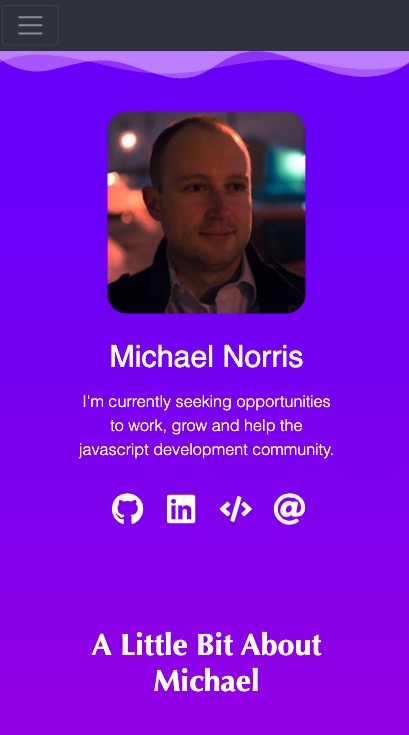 Michael Norris
I'm currently seeking opportunities
to work, grow and help the
javascript development community.
A Little Bit About
Michael